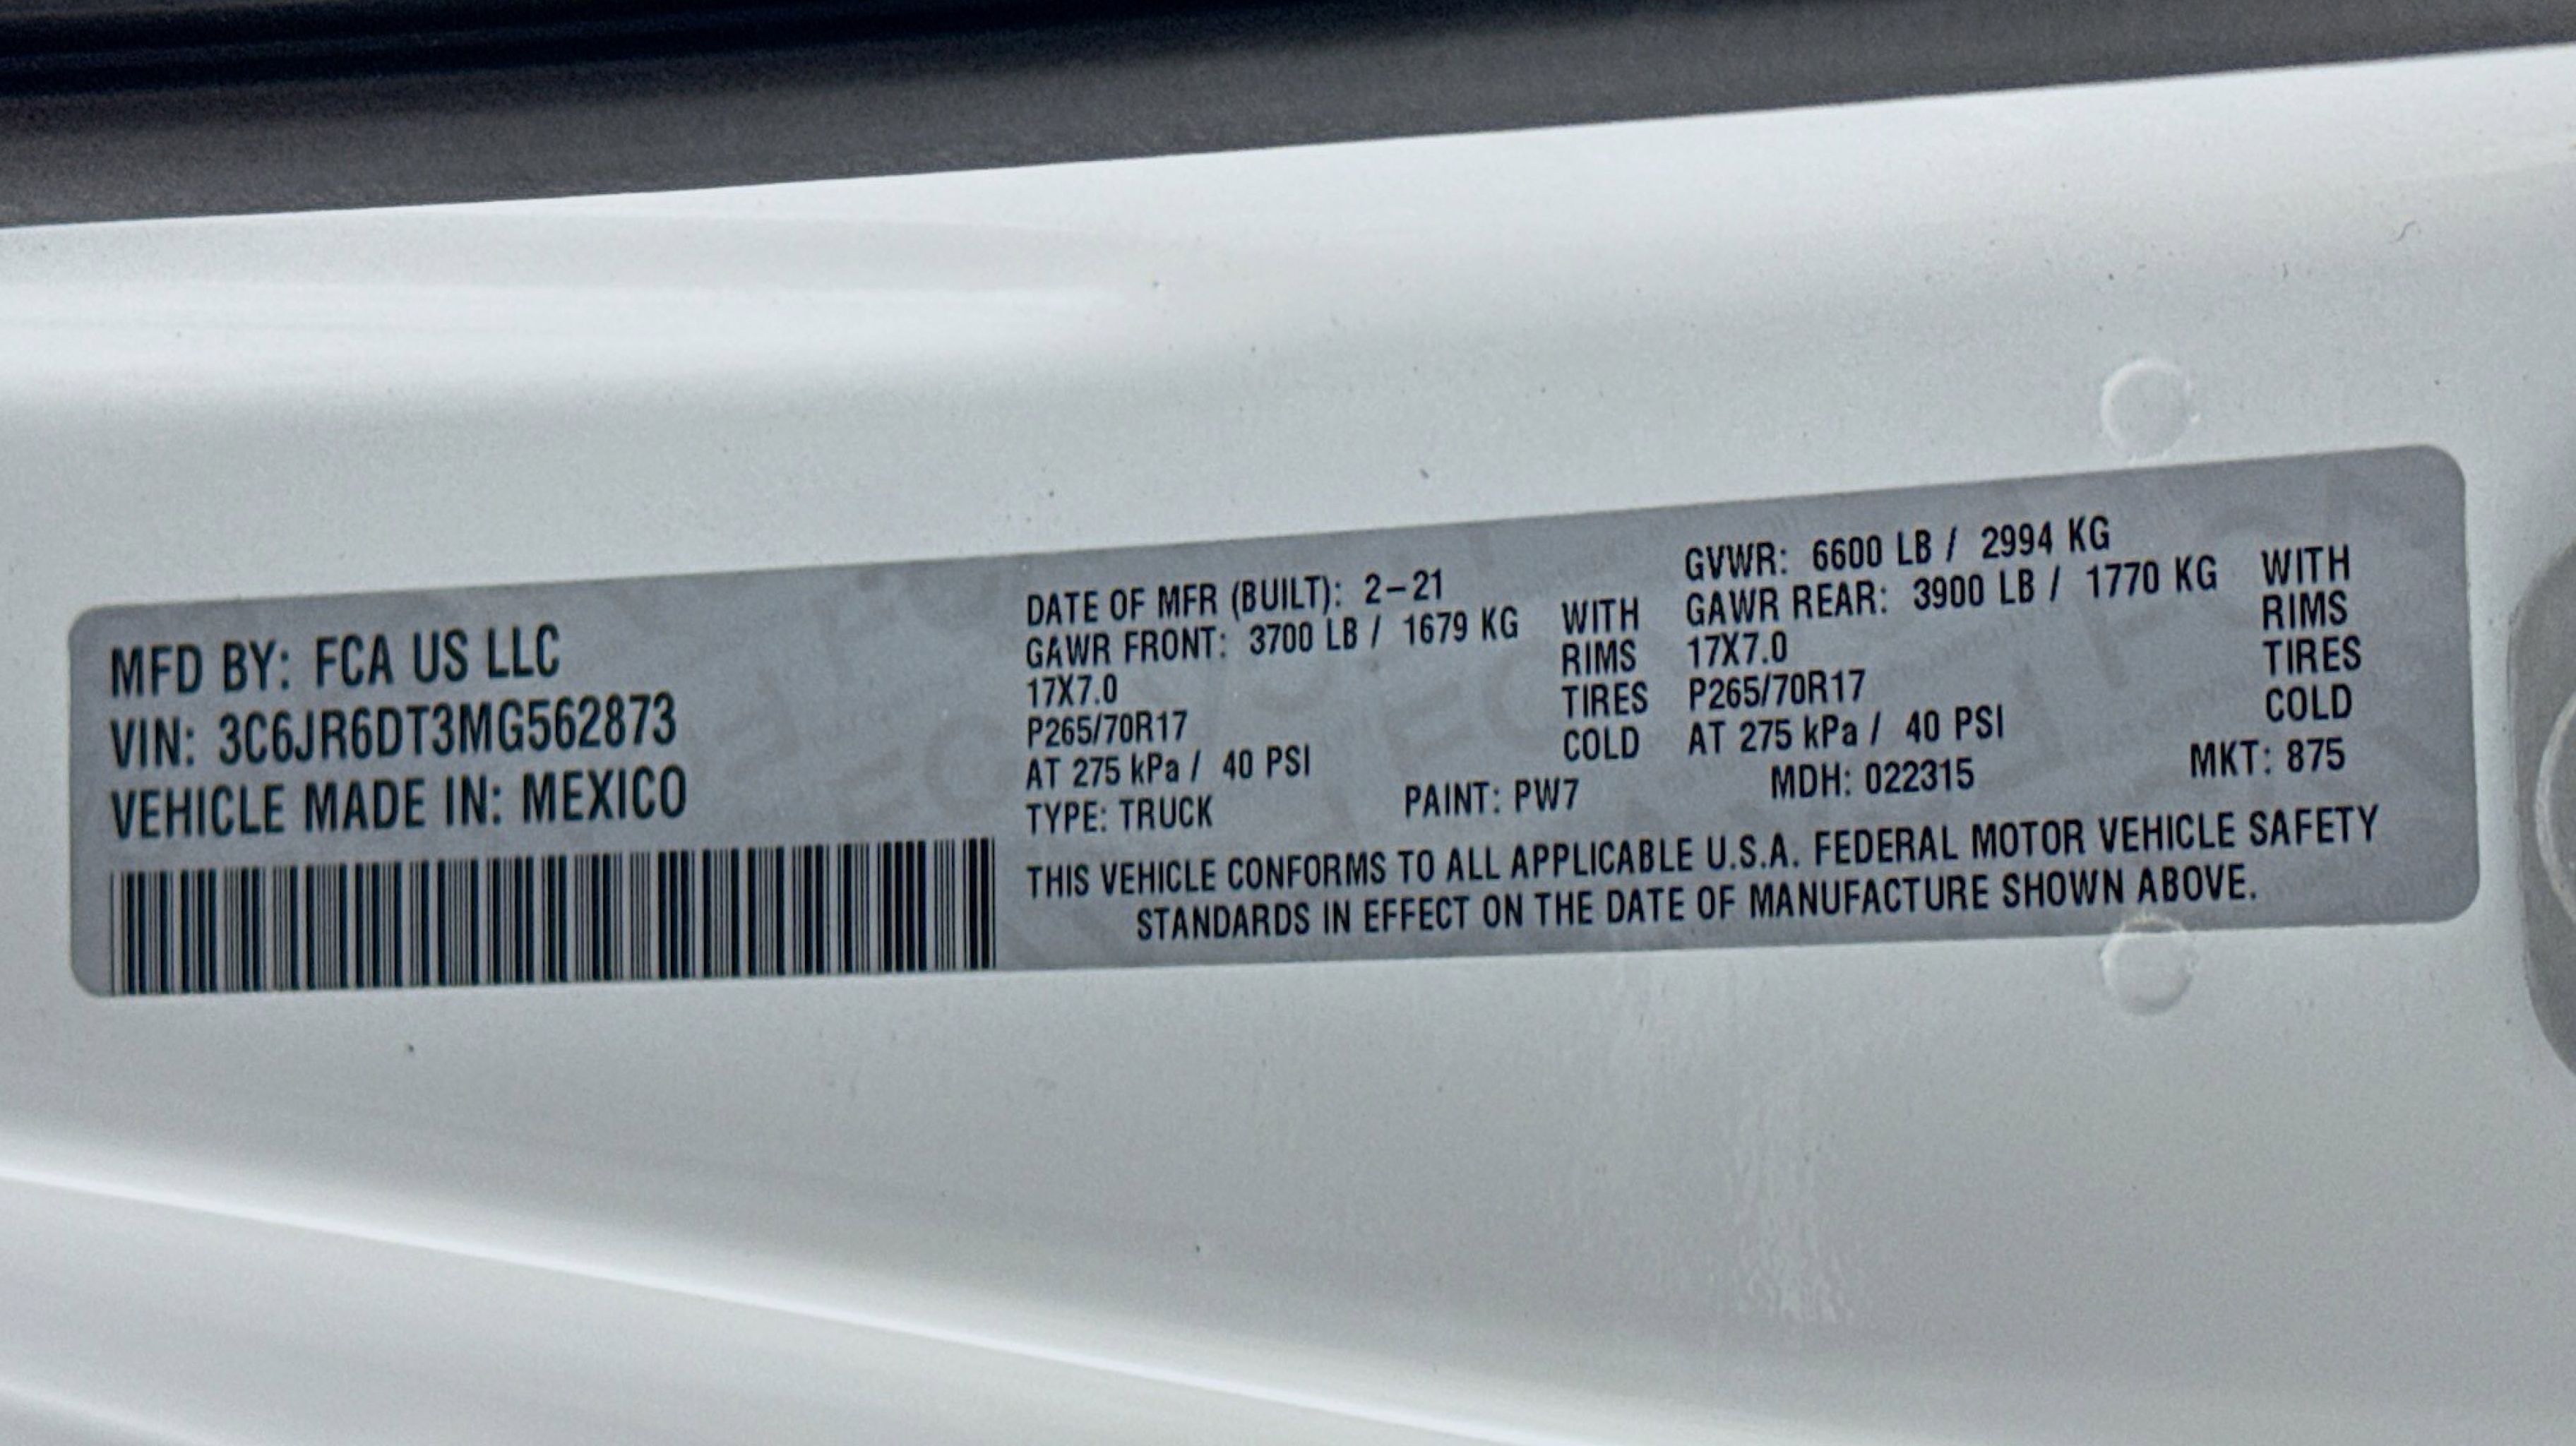 MFD BY: FCA US LLC
VIN: 3C6JR6DT3MG562873
VEHICLE MADE IN: MEXICO
DATE OF MFR (BUILT): 2-21
GAWR FRONT: 3700 LB / 1679 KG WITH
17X7.0 RIMS
P265/70R17 TIRES
AT 275 kPa / 40 PSI COLD
GVWR: 6600 LB / 2994 KG
GAWR REAR: 3900 LB / 1770 KG WITH
17X7.0 RIMS
P265/70R17 TIRES
AT 275 kPa / 40 PSI COLD
TYPE: TRUCK PAINT: PW7 MDH: 022315 MKT: 875
THIS VEHICLE CONFORMS TO ALL APPLICABLE U.S.A. FEDERAL MOTOR VEHICLE SAFETY
STANDARDS IN EFFECT ON THE DATE OF MANUFACTURE SHOWN ABOVE.